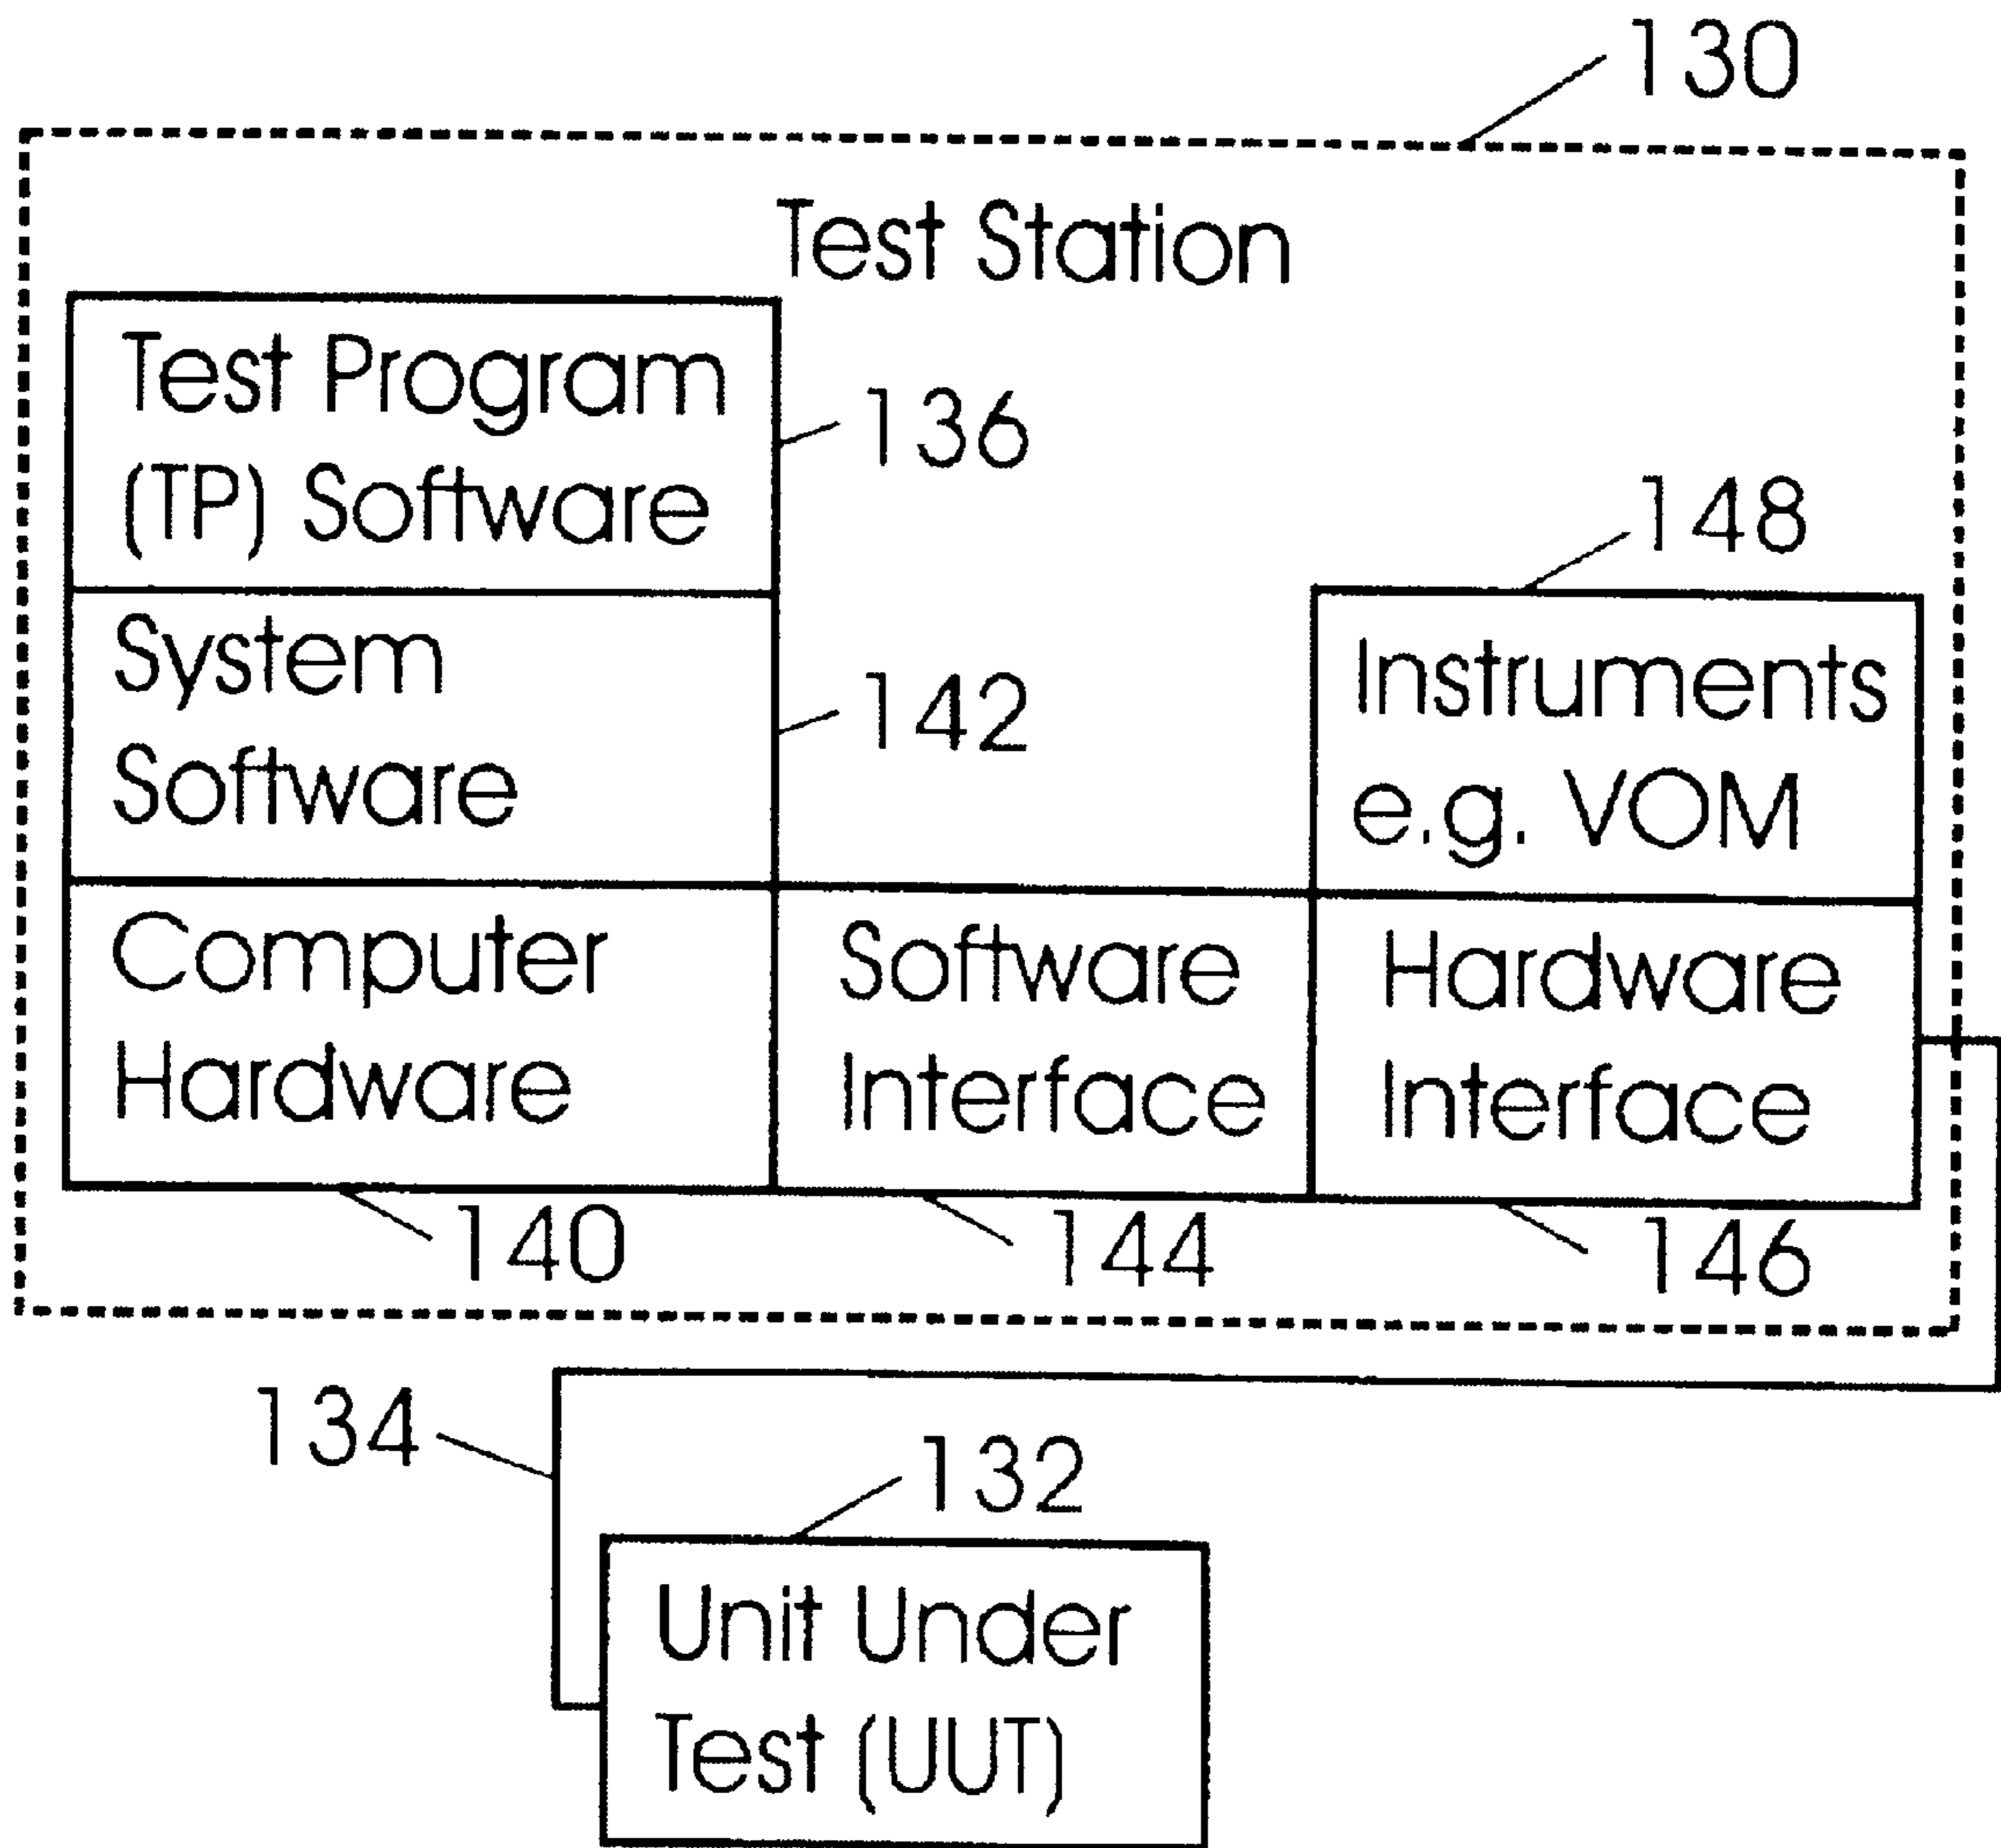 130
Test Station
Test Program
(TP) Software
136
148
System
Software
142
Instruments
e.g. VOM
Computer
Hardware
Software
Interface
Hardware
Interface
140
144
146
134
132
Unit Under
Test (UUT)